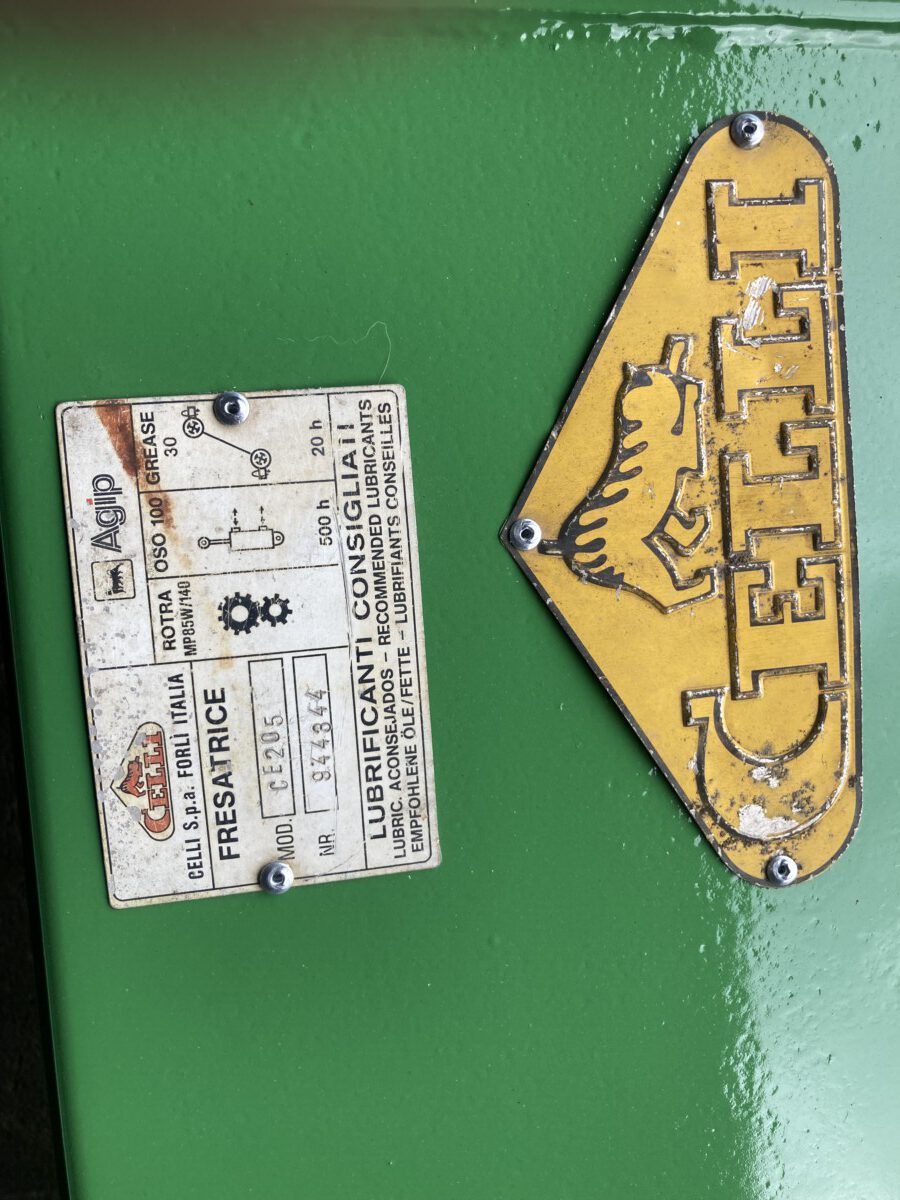 CELLI
Agip
CELLI
CELLI S.p.a. FORLÌ ITALIA
ROTRA
MP85W/140
OSO 100
GREASE
30
FRESATRICE
MOD. CE205
NR. 94344
500 h
20 h
LUBRIFICANTI CONSIGLIATI
LUBRIC. ACONSEJADOS - RECOMMENDED LUBRICANTS
EMPFOHLENE ÖLE/FETTE - LUBRIFIANTS CONSEILLES